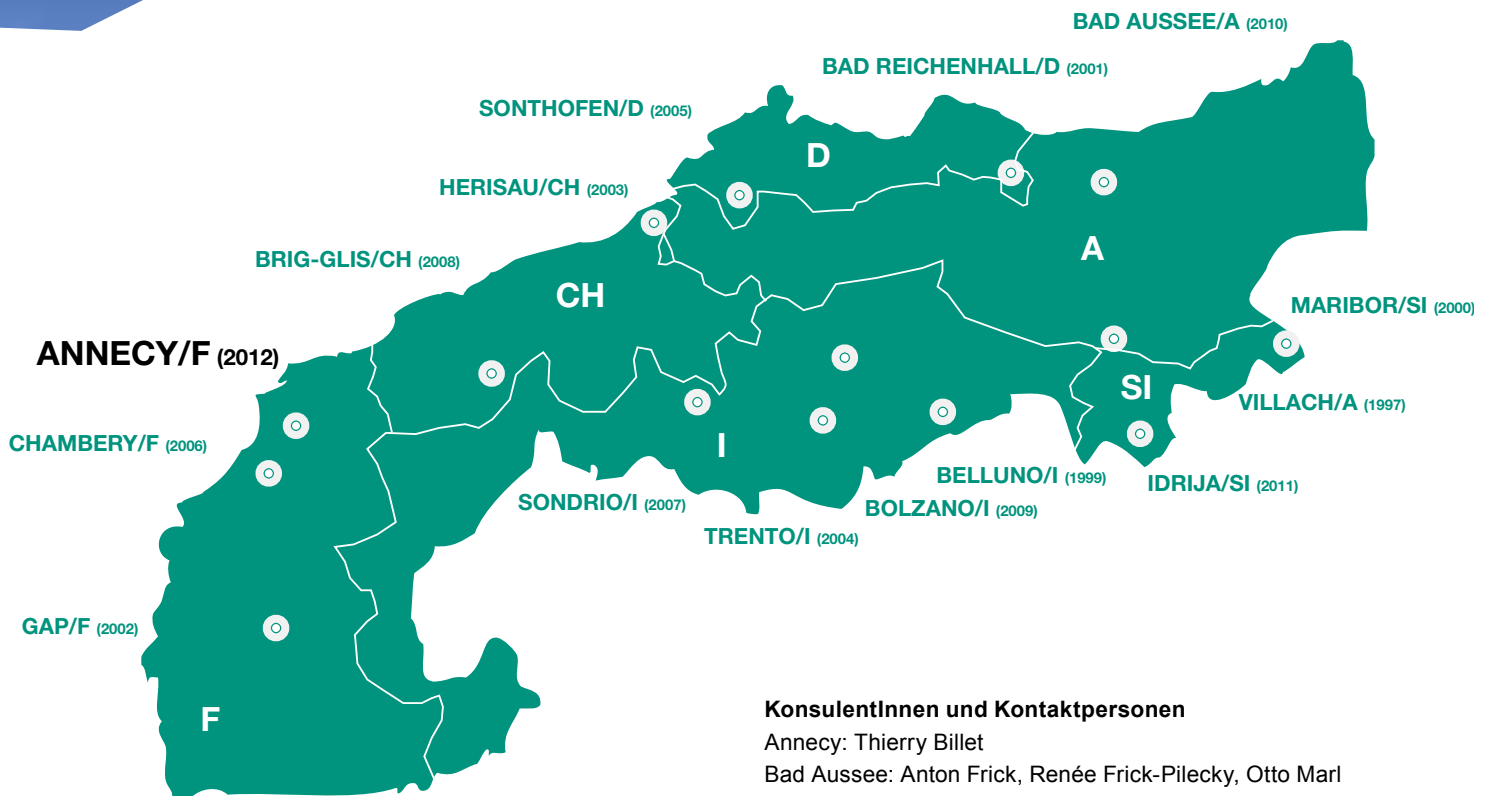 BAD AUSSEE/A (2010)
BAD REICHENHALL/D (2001)
SONTHOFEN/D (2005)
D
HERISAU/CH (2003)
A
BRIG-GLIS/CH (2008)
CH
MARIBOR/SI (2000)
ANNECY/F (2012)
SI
VILLACH/A (1997)
CHAMBERY/F (2006)
I
BELLUNO/I (1999)
IDRIJA/SI (2011)
SONDRIO/I (2007)
BOLZANO/I (2009)
TRENTO/I (2004)
GAP/F (2002)
F
KonsulentInnen und Kontaktpersonen
Annecy: Thierry Billet
Bad Aussee: Anton Frick, Renée Frick-Pilecky, Otto Marl